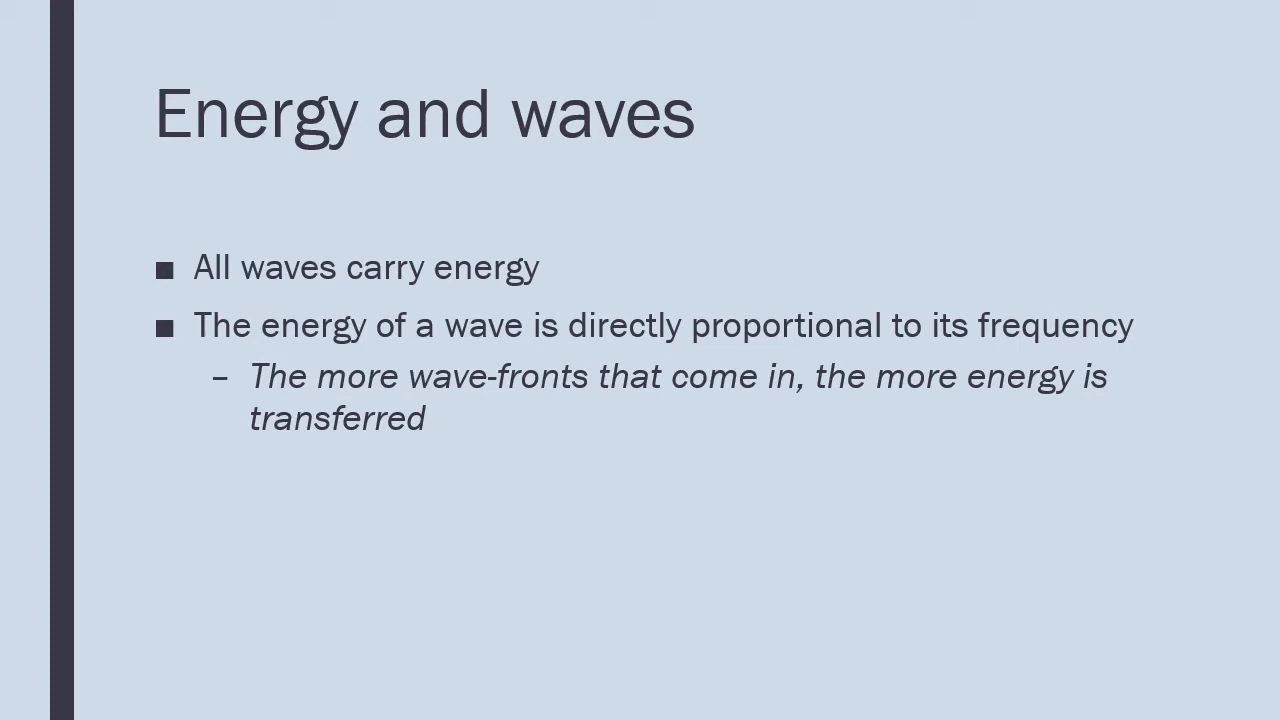 Energy and waves
■ All waves carry energy
■ The energy of a wave is directly proportional to its frequency
– The more wave-fronts that come in, the more energy is
transferred